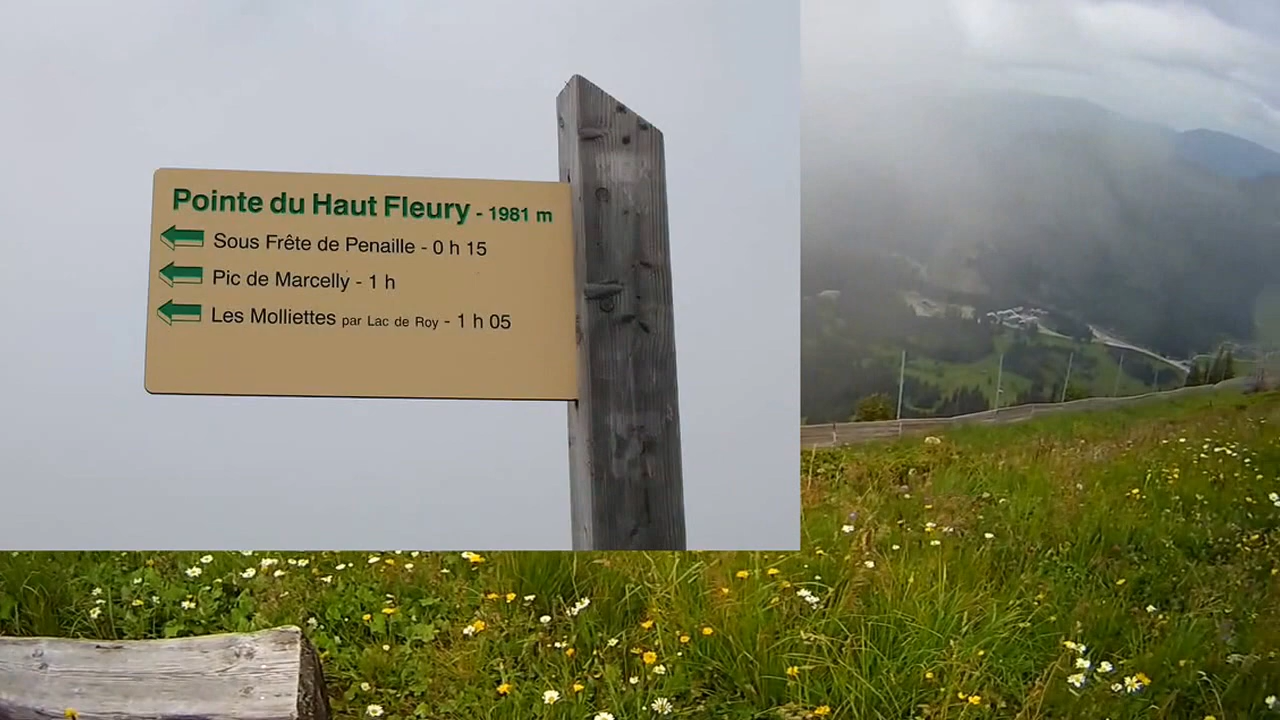 Pointe du Haut Fleury - 1981 m
Sous Frête de Penaille - 0 h 15
Pic de Marcelly - 1 h
Les Molliettes par Lac de Roy - 1 h 05